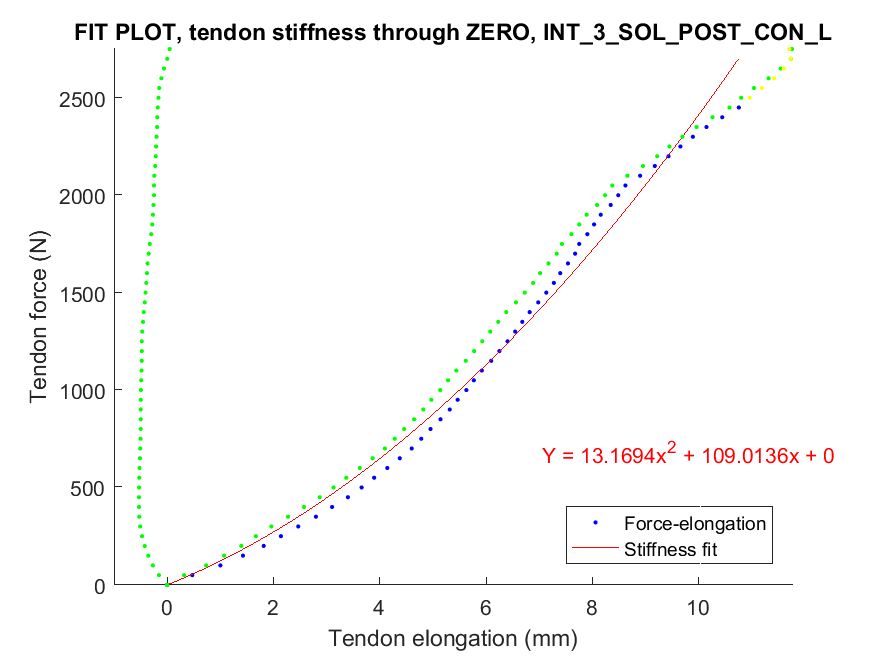 FIT PLOT, tendon stiffness through ZERO, INT_3_SOL_POST_CON_L
Tendon force (N)
2500
2000
1500
1000
500
0
Y = 13.1694x² + 109.0136x + 0
Force-elongation
Stiffness fit
0 2 4 6 8 10
Tendon elongation (mm)